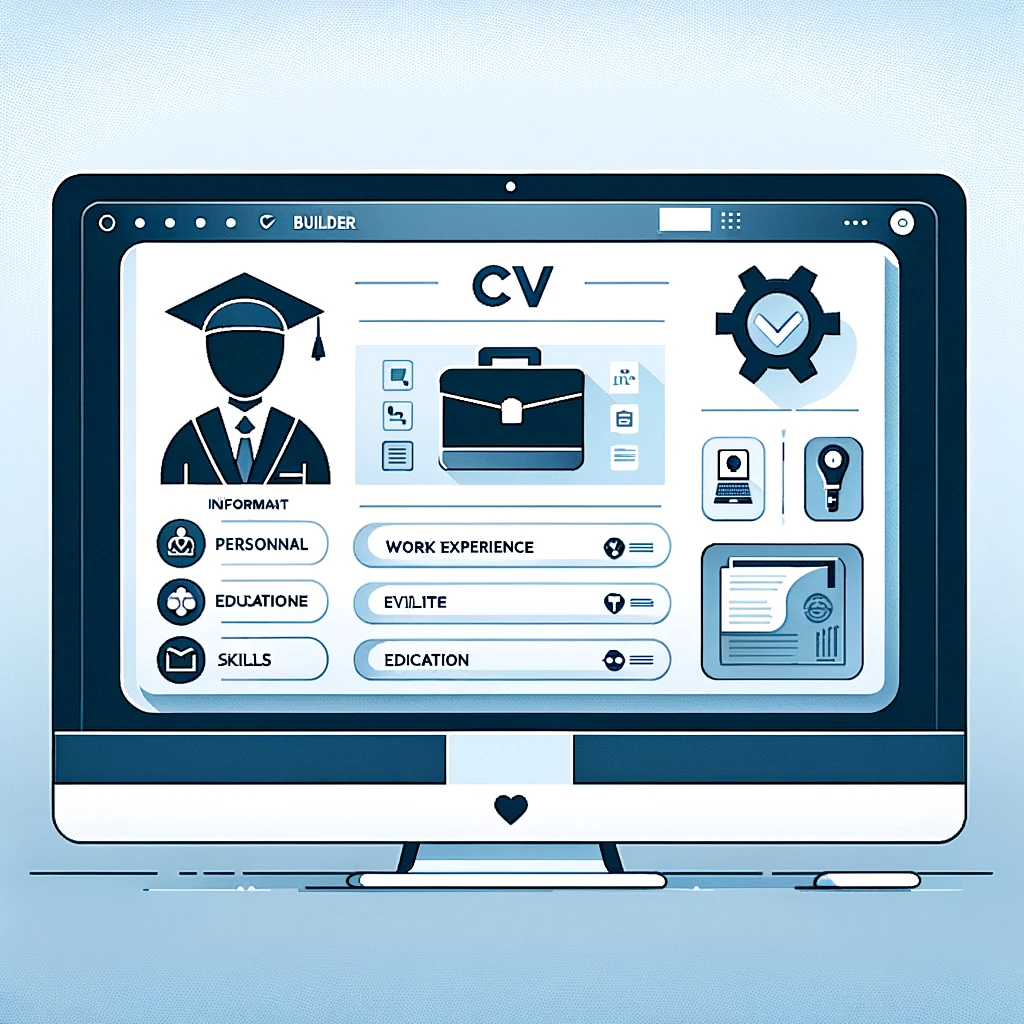 BUILDER
CV
INFORMAIT
PERSONNAL
EDUCATIONE
SKILLS
WORK EXPERIENCE
EVILITE
EDICATION